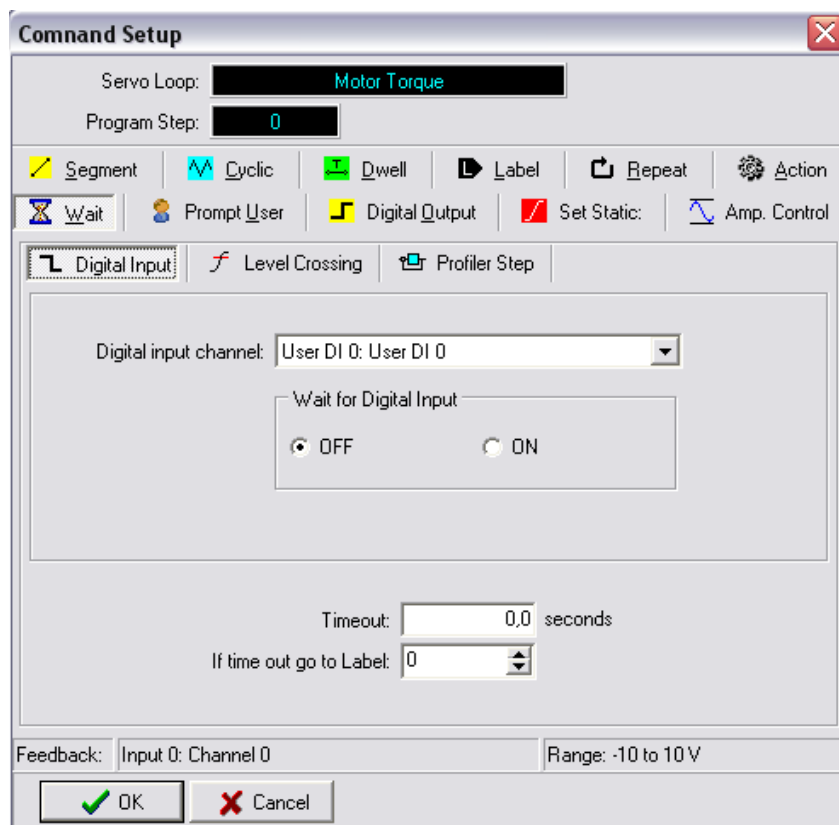 Command Setup
Servo Loop: Motor Torque
Program Step: 0
Segment Cyclic T Dwell L Label Repeat Action
Wait Prompt User Digital Output Set Static: Amp. Control
Digital Input Level Crossing Profiler Step
Digital input channel: User DI 0: User DI 0
Wait for Digital Input
OFF ON
Timeout: 0,0 seconds
If time out go to Label: 0
Feedback: Input 0: Channel 0 Range: -10 to 10 V
OK Cancel